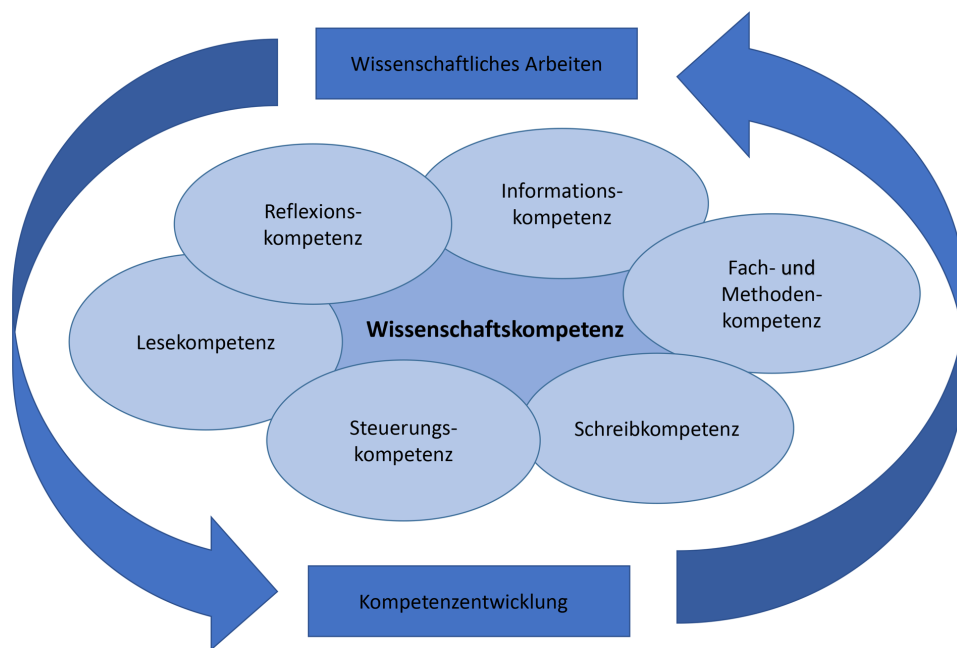 Wissenschaftliches Arbeiten
Informations-
kompetenz
Reflexions-
kompetenz
Fach- und
Methoden-
kompetenz
Wissenschaftskompetenz
Lesekompetenz
Steuerungs-
kompetenz
Schreibkompetenz
Kompetenzentwicklung